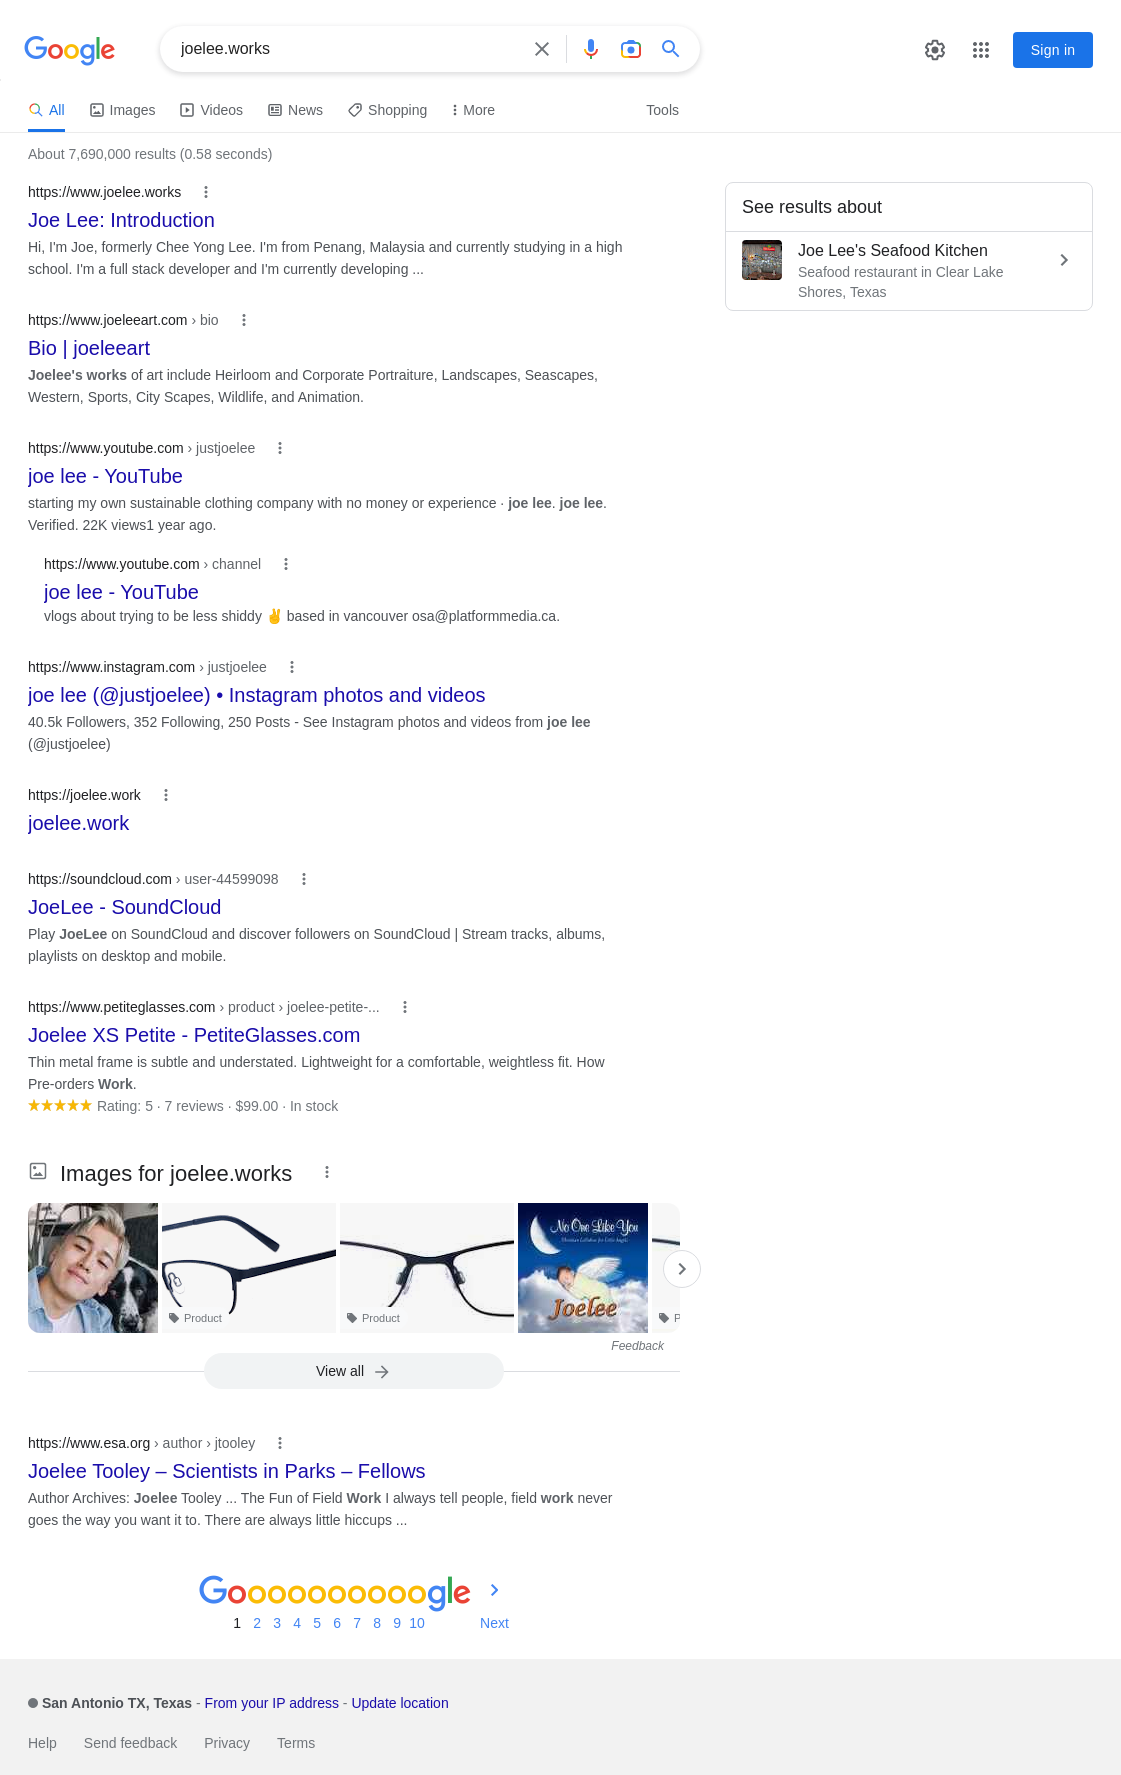 Google
joelee.works
Sign in
All
Images
Videos
News
Shopping
More
Tools
About 7,690,000 results (0.58 seconds)
https://www.joelee.works
Joe Lee: Introduction
Hi, I'm Joe, formerly Chee Yong Lee. I'm from Penang, Malaysia and currently studying in a high
school. I'm a full stack developer and I'm currently developing ...
See results about
Joe Lee's Seafood Kitchen
Seafood restaurant in Clear Lake
Shores, Texas
https://www.joeleeart.com › bio
Bio | joeleeart
Joelee's works of art include Heirloom and Corporate Portraiture, Landscapes, Seascapes,
Western, Sports, City Scapes, Wildlife, and Animation.
https://www.youtube.com › justjoelee
joe lee - YouTube
starting my own sustainable clothing company with no money or experience · joe lee. joe lee.
Verified. 22K views1 year ago.
https://www.youtube.com › channel
joe lee - YouTube
vlogs about trying to be less shiddy ✌️ based in vancouver osa@platformmedia.ca.
https://www.instagram.com › justjoelee
joe lee (@justjoelee) • Instagram photos and videos
40.5k Followers, 352 Following, 250 Posts - See Instagram photos and videos from joe lee
(@justjoelee)
https://joelee.work
joelee.work
https://soundcloud.com › user-44599098
JoeLee - SoundCloud
Play JoeLee on SoundCloud and discover followers on SoundCloud | Stream tracks, albums,
playlists on desktop and mobile.
https://www.petiteglasses.com › product › joelee-petite-...
Joelee XS Petite - PetiteGlasses.com
Thin metal frame is subtle and understated. Lightweight for a comfortable, weightless fit. How
Pre-orders Work.
Rating: 5 · 7 reviews · $99.00 · In stock
Images for joelee.works
No One Like You
Christian Lullabies for Little Angels
Joelee
Product
Product
P
Feedback
View all
https://www.esa.org › author › jtooley
Joelee Tooley – Scientists in Parks – Fellows
Author Archives: Joelee Tooley ... The Fun of Field Work I always tell people, field work never
goes the way you want it to. There are always little hiccups ...
Goooooooooogle
1 2 3 4 5 6 7 8 9 10 Next
San Antonio TX, Texas - From your IP address - Update location
Help Send feedback Privacy Terms